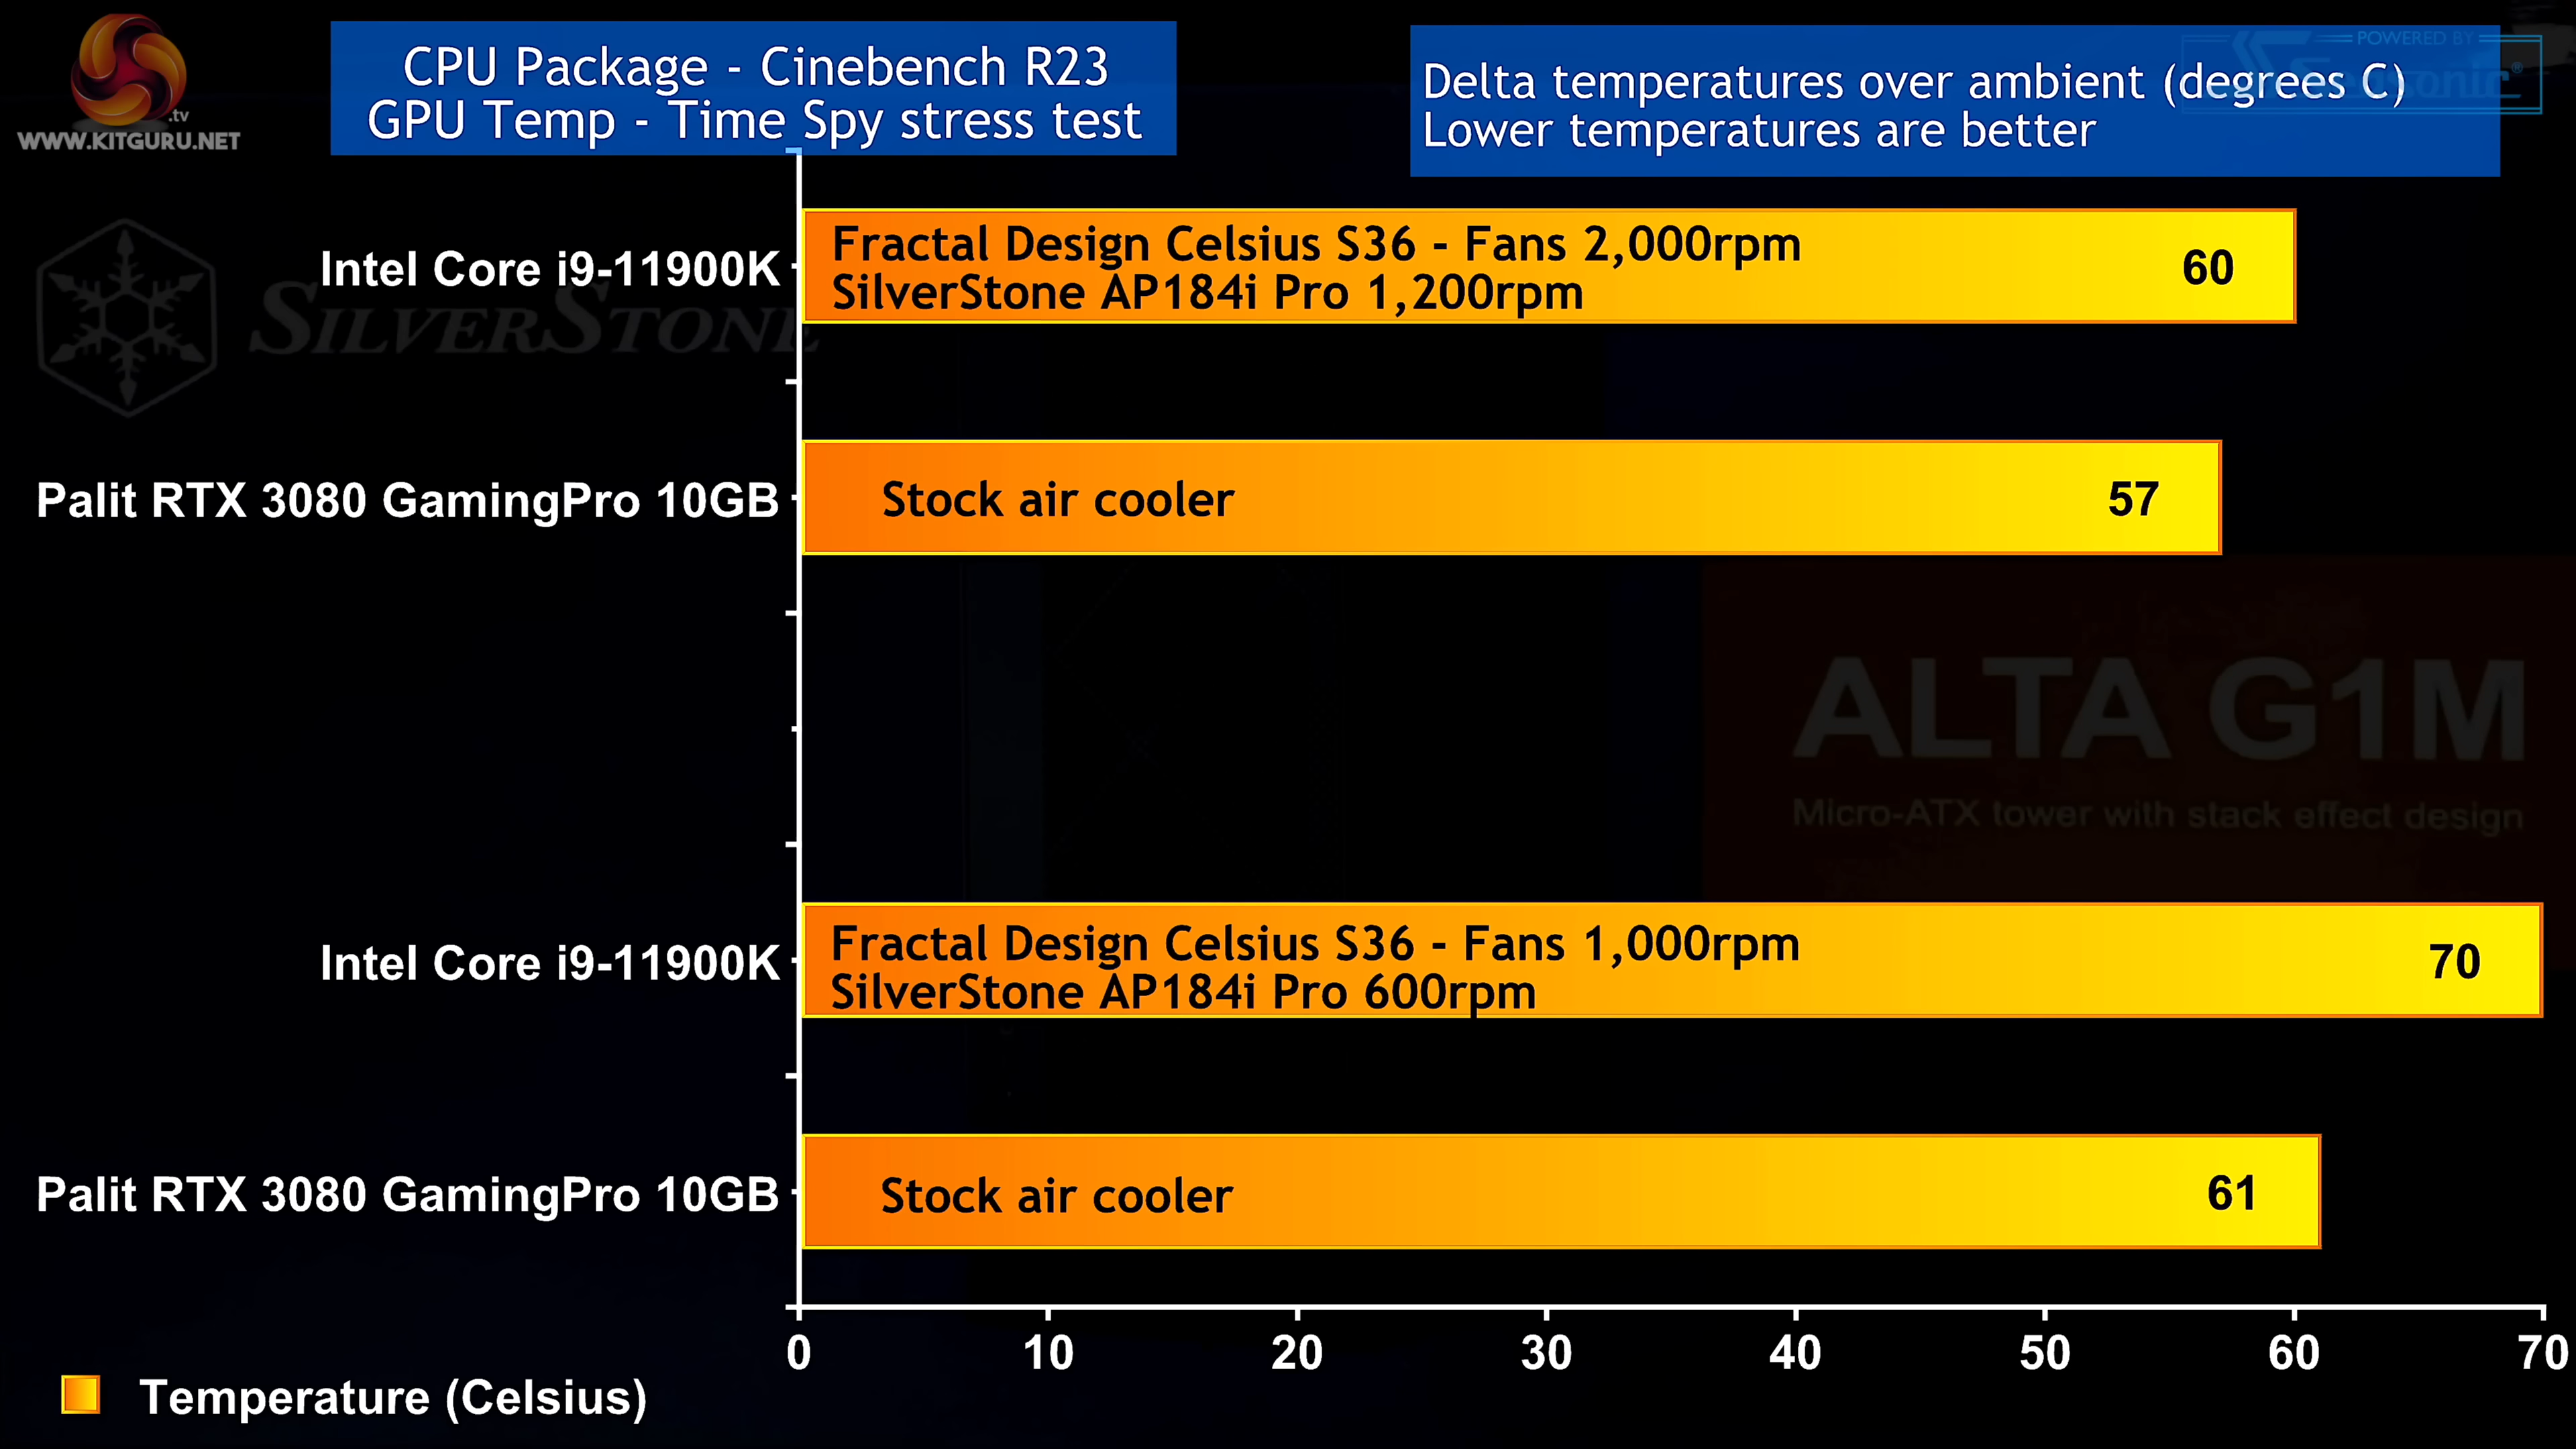 .tv
WWW.KITGURU.NET
CPU Package - Cinebench R23
GPU Temp - Time Spy stress test
POWERED BY
Seasonic®
Delta temperatures over ambient (degrees C)
Lower temperatures are better
SILVERSTONE
Intel Core i9-11900K
Fractal Design Celsius S36 - Fans 2,000rpm
SilverStone AP184i Pro 1,200rpm
60
Palit RTX 3080 GamingPro 10GB
Stock air cooler
57
ALTA G1M
Micro-ATX tower with stack effect design
Intel Core i9-11900K
Fractal Design Celsius S36 - Fans 1,000rpm
SilverStone AP184i Pro 600rpm
70
Palit RTX 3080 GamingPro 10GB
Stock air cooler
61
0 10 20 30 40 50 60 70
Temperature (Celsius)